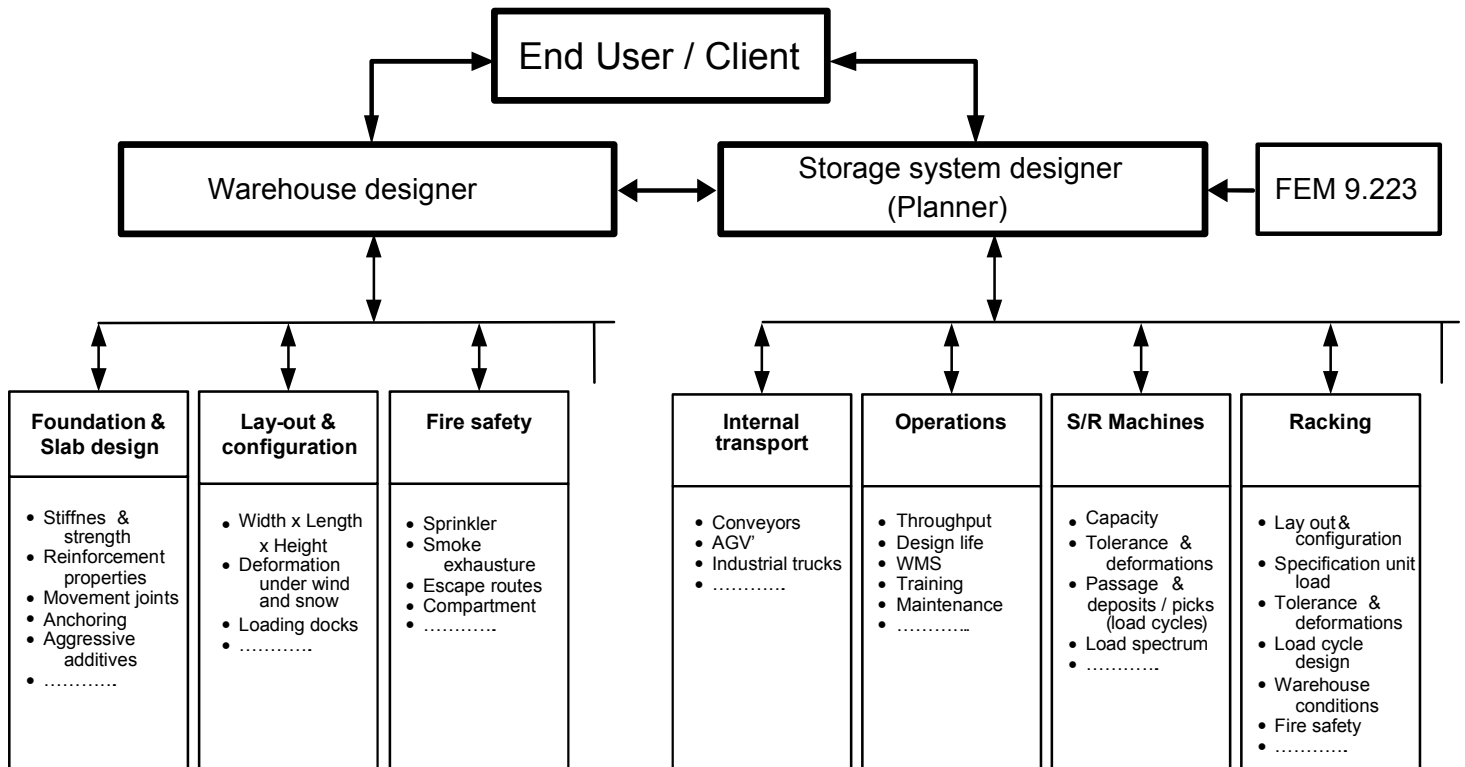 End User / Client
Warehouse designer
Storage system designer
(Planner)
FEM 9.223
Foundation &
Slab design
• Stiffnes &
strength
• Reinforcement
properties
• Movement joints
• Anchoring
• Aggressive
additives
• ………….
Lay-out &
configuration
• Width x Length
x Height
• Deformation
under wind
and snow
• Loading docks
• ………….
Fire safety
• Sprinkler
• Smoke
exhausture
• Escape routes
• Compartment
• ………….
Internal
transport
• Conveyors
• AGV'
• Industrial trucks
• ………….
Operations
• Throughput
• Design life
• WMS
• Training
• Maintenance
• ………….
S/R Machines
• Capacity
• Tolerance &
deformations
• Passage &
deposits / picks
(load cycles)
• Load spectrum
• ………….
Racking
• Lay out &
configuration
• Specification unit
load
• Tolerance &
deformations
• Load cycle
design
• Warehouse
conditions
• Fire safety
• ………….